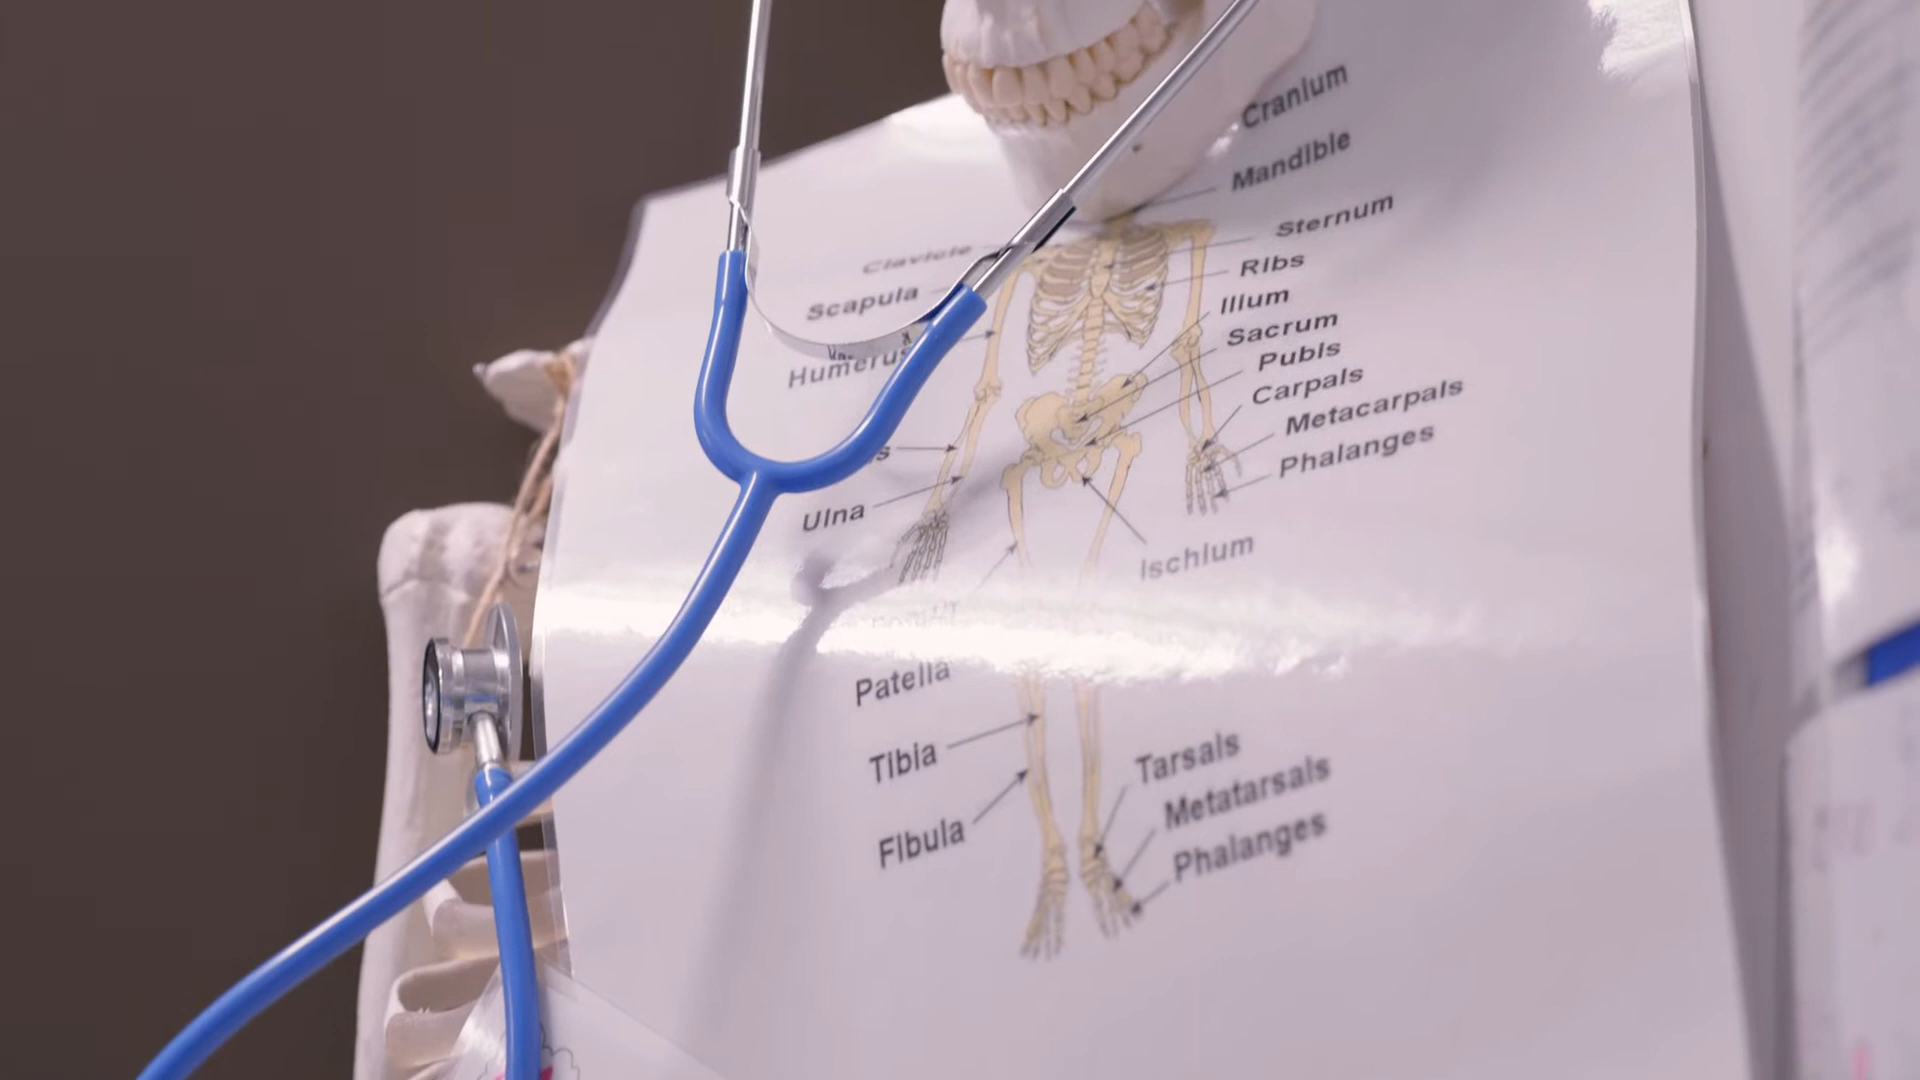 Cranium
Mandible
Sternum
Clavicle
Ribs
Scapula
Ilium
Sacrum
Humerus
Pubis
Carpals
Metacarpals
Phalanges
Ulna
Ischium
Patella
Tibia
Tarsals
Metatarsals
Fibula
Phalanges